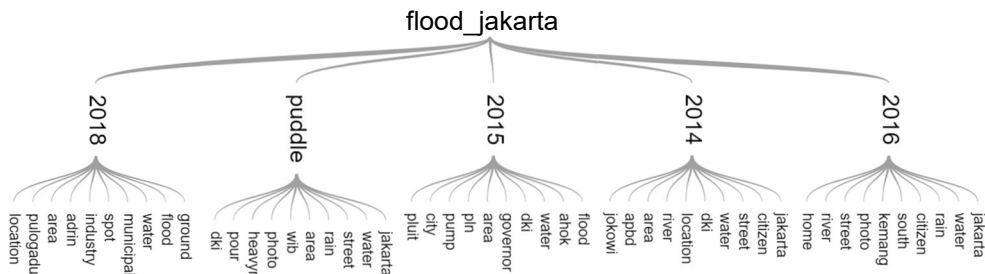 flood_jakarta
2018
puddle
2015
2014
2016
location
pulogadu
area
adrin
industry
spot
municipal
water
flood
ground
dki
pour
heavyr
photo
wib
area
rain
street
water
jakarta
pluit
city
pump
pln
area
governor
dki
water
ahok
flood
jokowi
apbd
area
river
location
dki
water
street
citizen
jakarta
home
river
street
photo
kemang
south
citizen
rain
water
jakarta